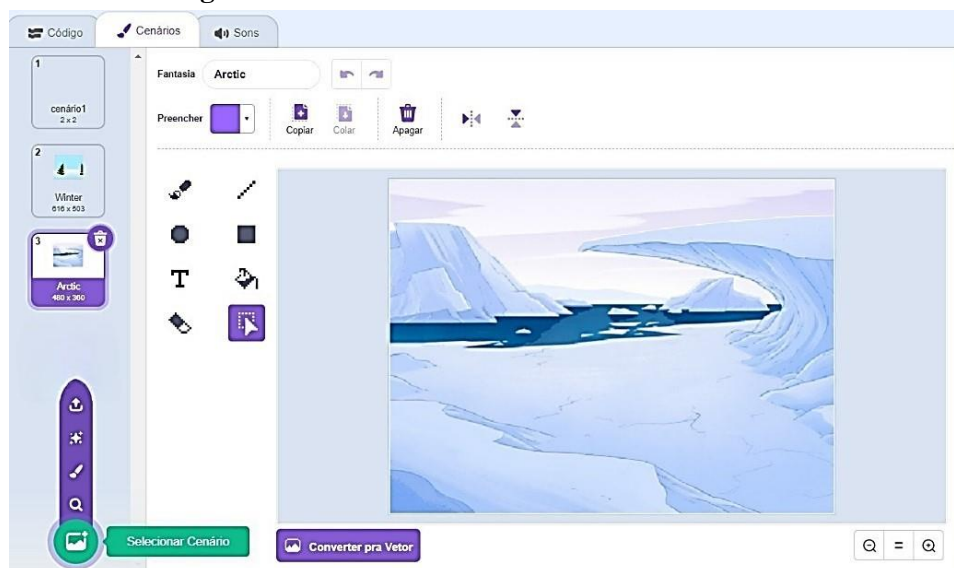 Código
Cenários
Sons
1
cenário1
2 x 2
2
Winter
616 x 503
3
Arctic
480 x 360
Fantasia Arctic
Preencher
Copiar
Colar
Apagar
T
Selecionar Cenário
Converter pra Vetor
=